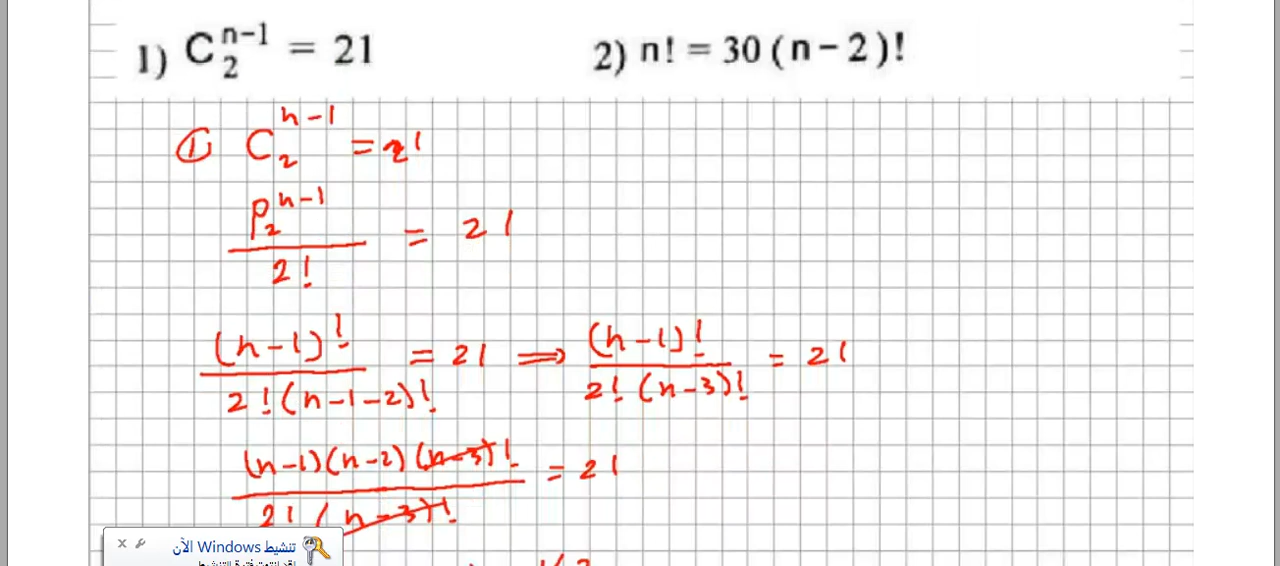 1) C₂ⁿ⁻¹ = 21 2) n! = 30 (n – 2)!
① C₂ⁿ⁻¹ = 21
P₂ⁿ⁻¹ / 2! = 21
(n-1)! / 2!(n-1-2)! = 21 ⟹ (n-1)! / 2!(n-3)! = 21
(n-1)(n-2)(n-3)! / 2!(n-3)! = 21
تنشيط Windows الآن